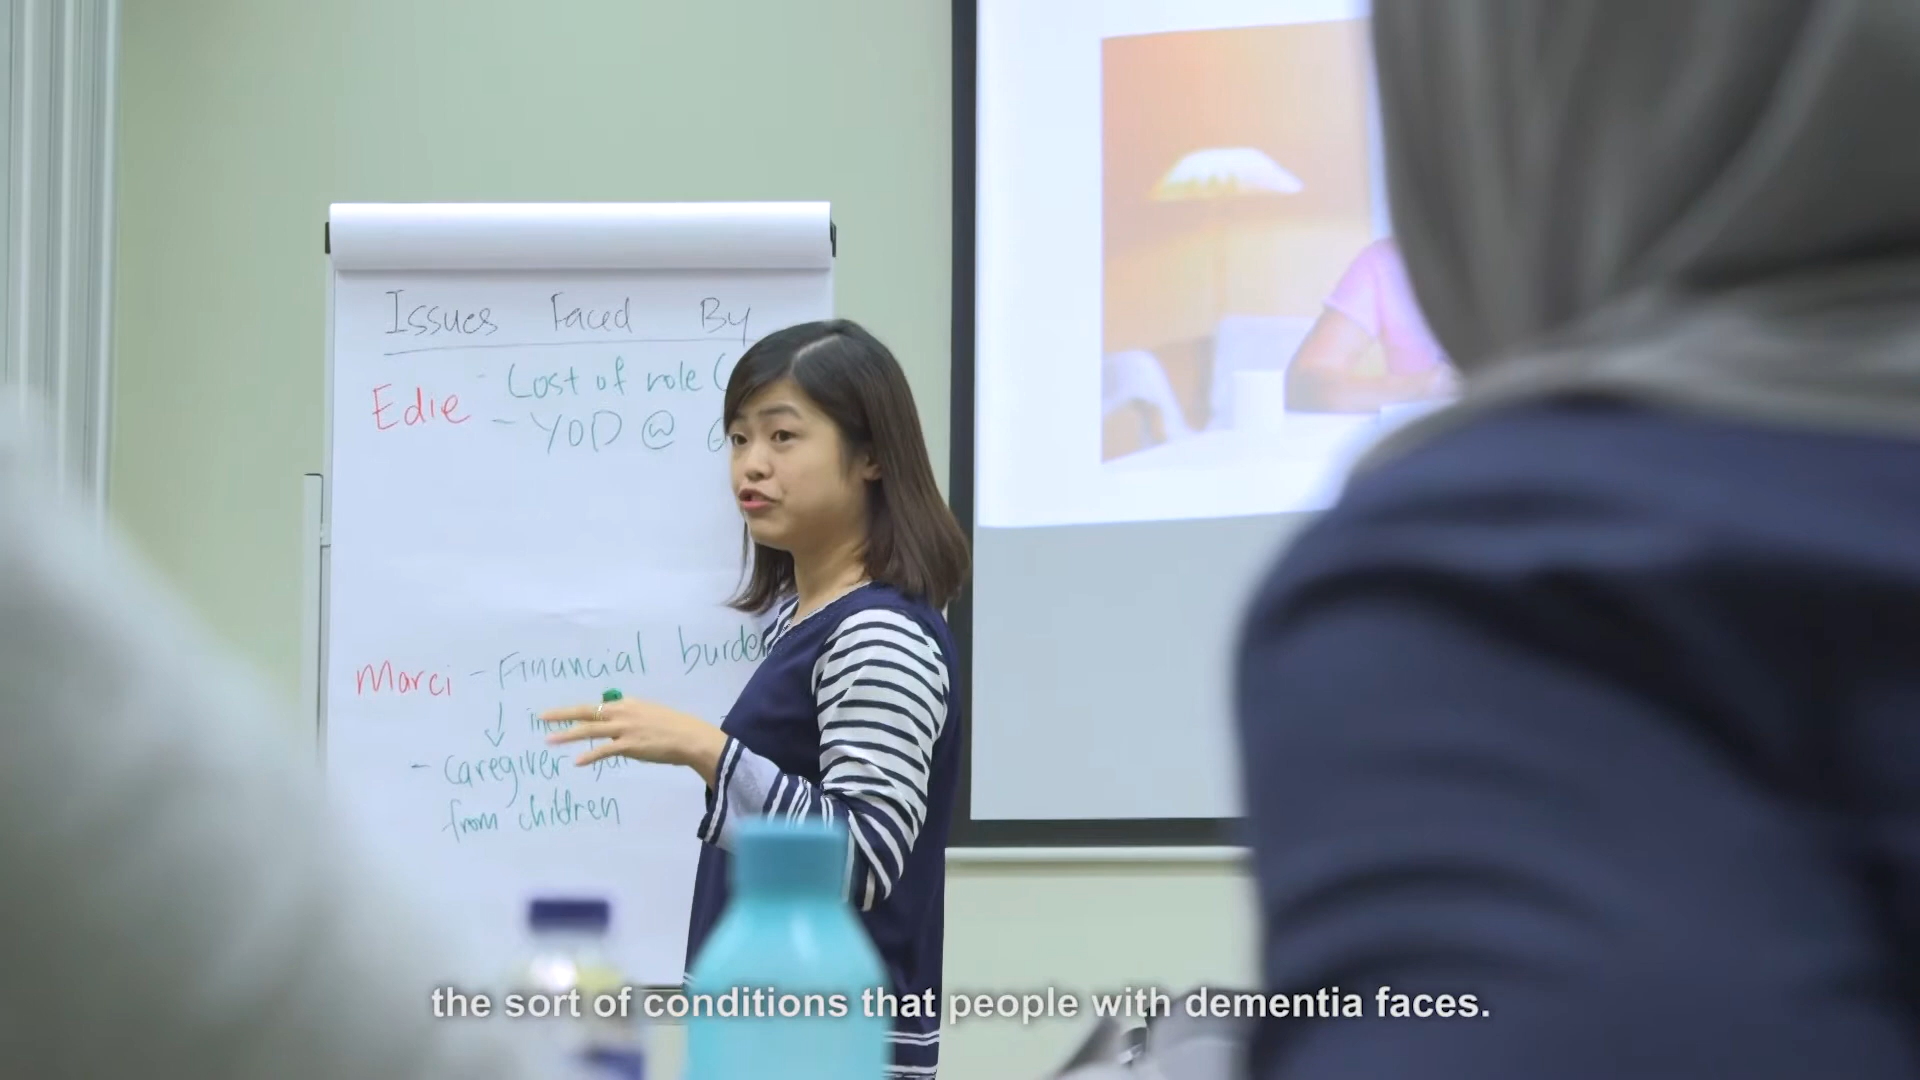 Issues Faced By
Edie - Lost of role (
- YOD @
Marci - Financial burden
- caregiver
from children
the sort of conditions that people with dementia faces.